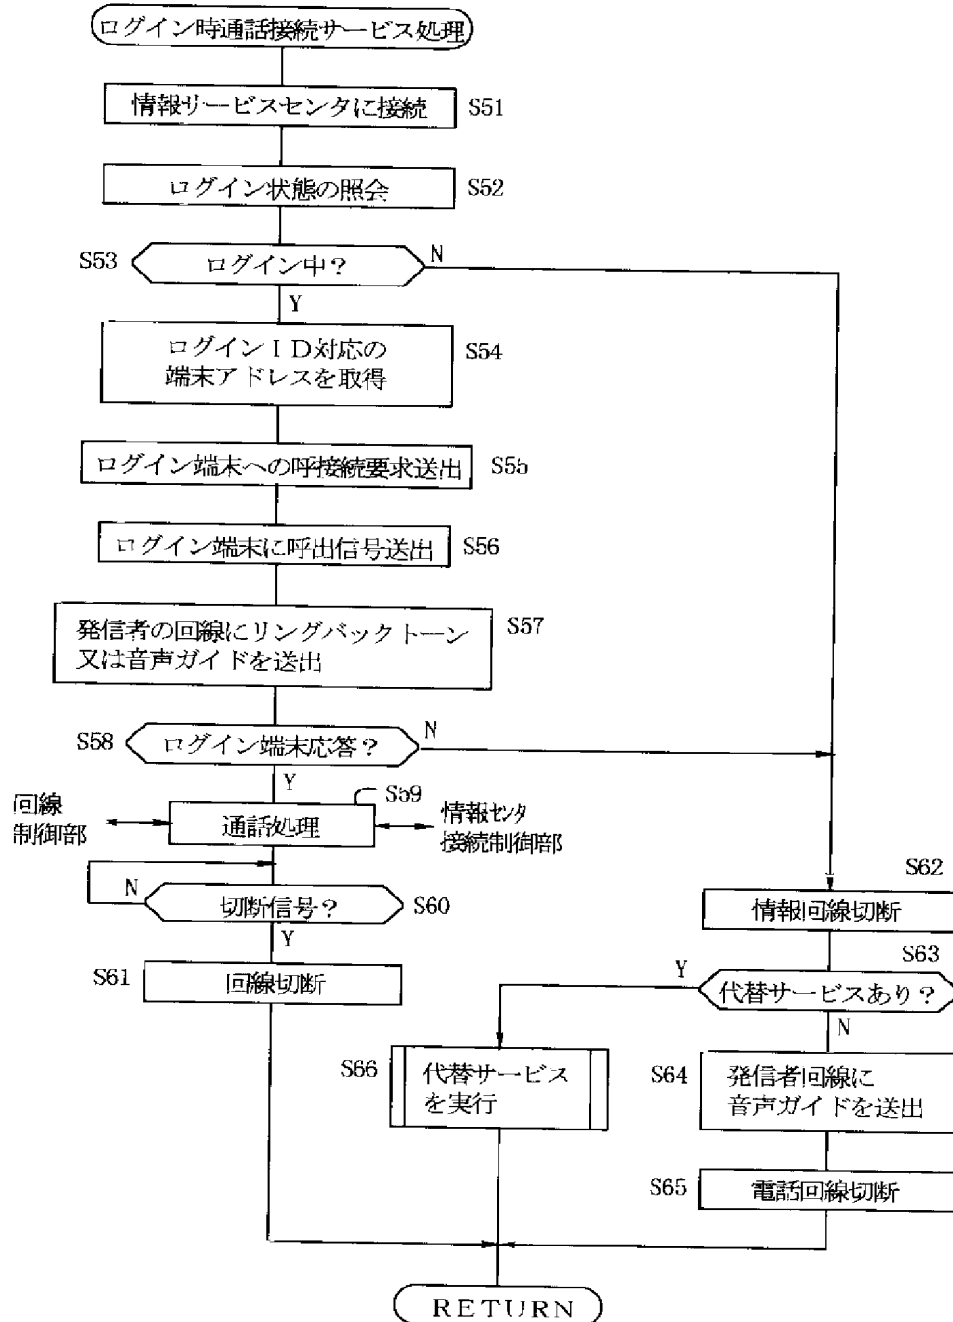 ログイン時通話接続サービス処理
情報サービスセンタに接続
S51
ログイン状態の照会
S52
S53
ログイン中？
N
Y
ログインＩＤ対応の
端末アドレスを取得
S54
ログイン端末への呼接続要求送出
S55
ログイン端末に呼出信号送出
S56
発信者の回線にリングバックトーン
又は音声ガイドを送出
S57
S58
ログイン端末応答？
N
Y
S59
回線
制御部
通話処理
情報センタ
接続制御部
N
切断信号？
S60
Y
S61
回線切断
S62
情報回線切断
S63
Y
代替サービスあり？
N
S66
代替サービス
を実行
S64
発信者回線に
音声ガイドを送出
S65
電話回線切断
RETURN